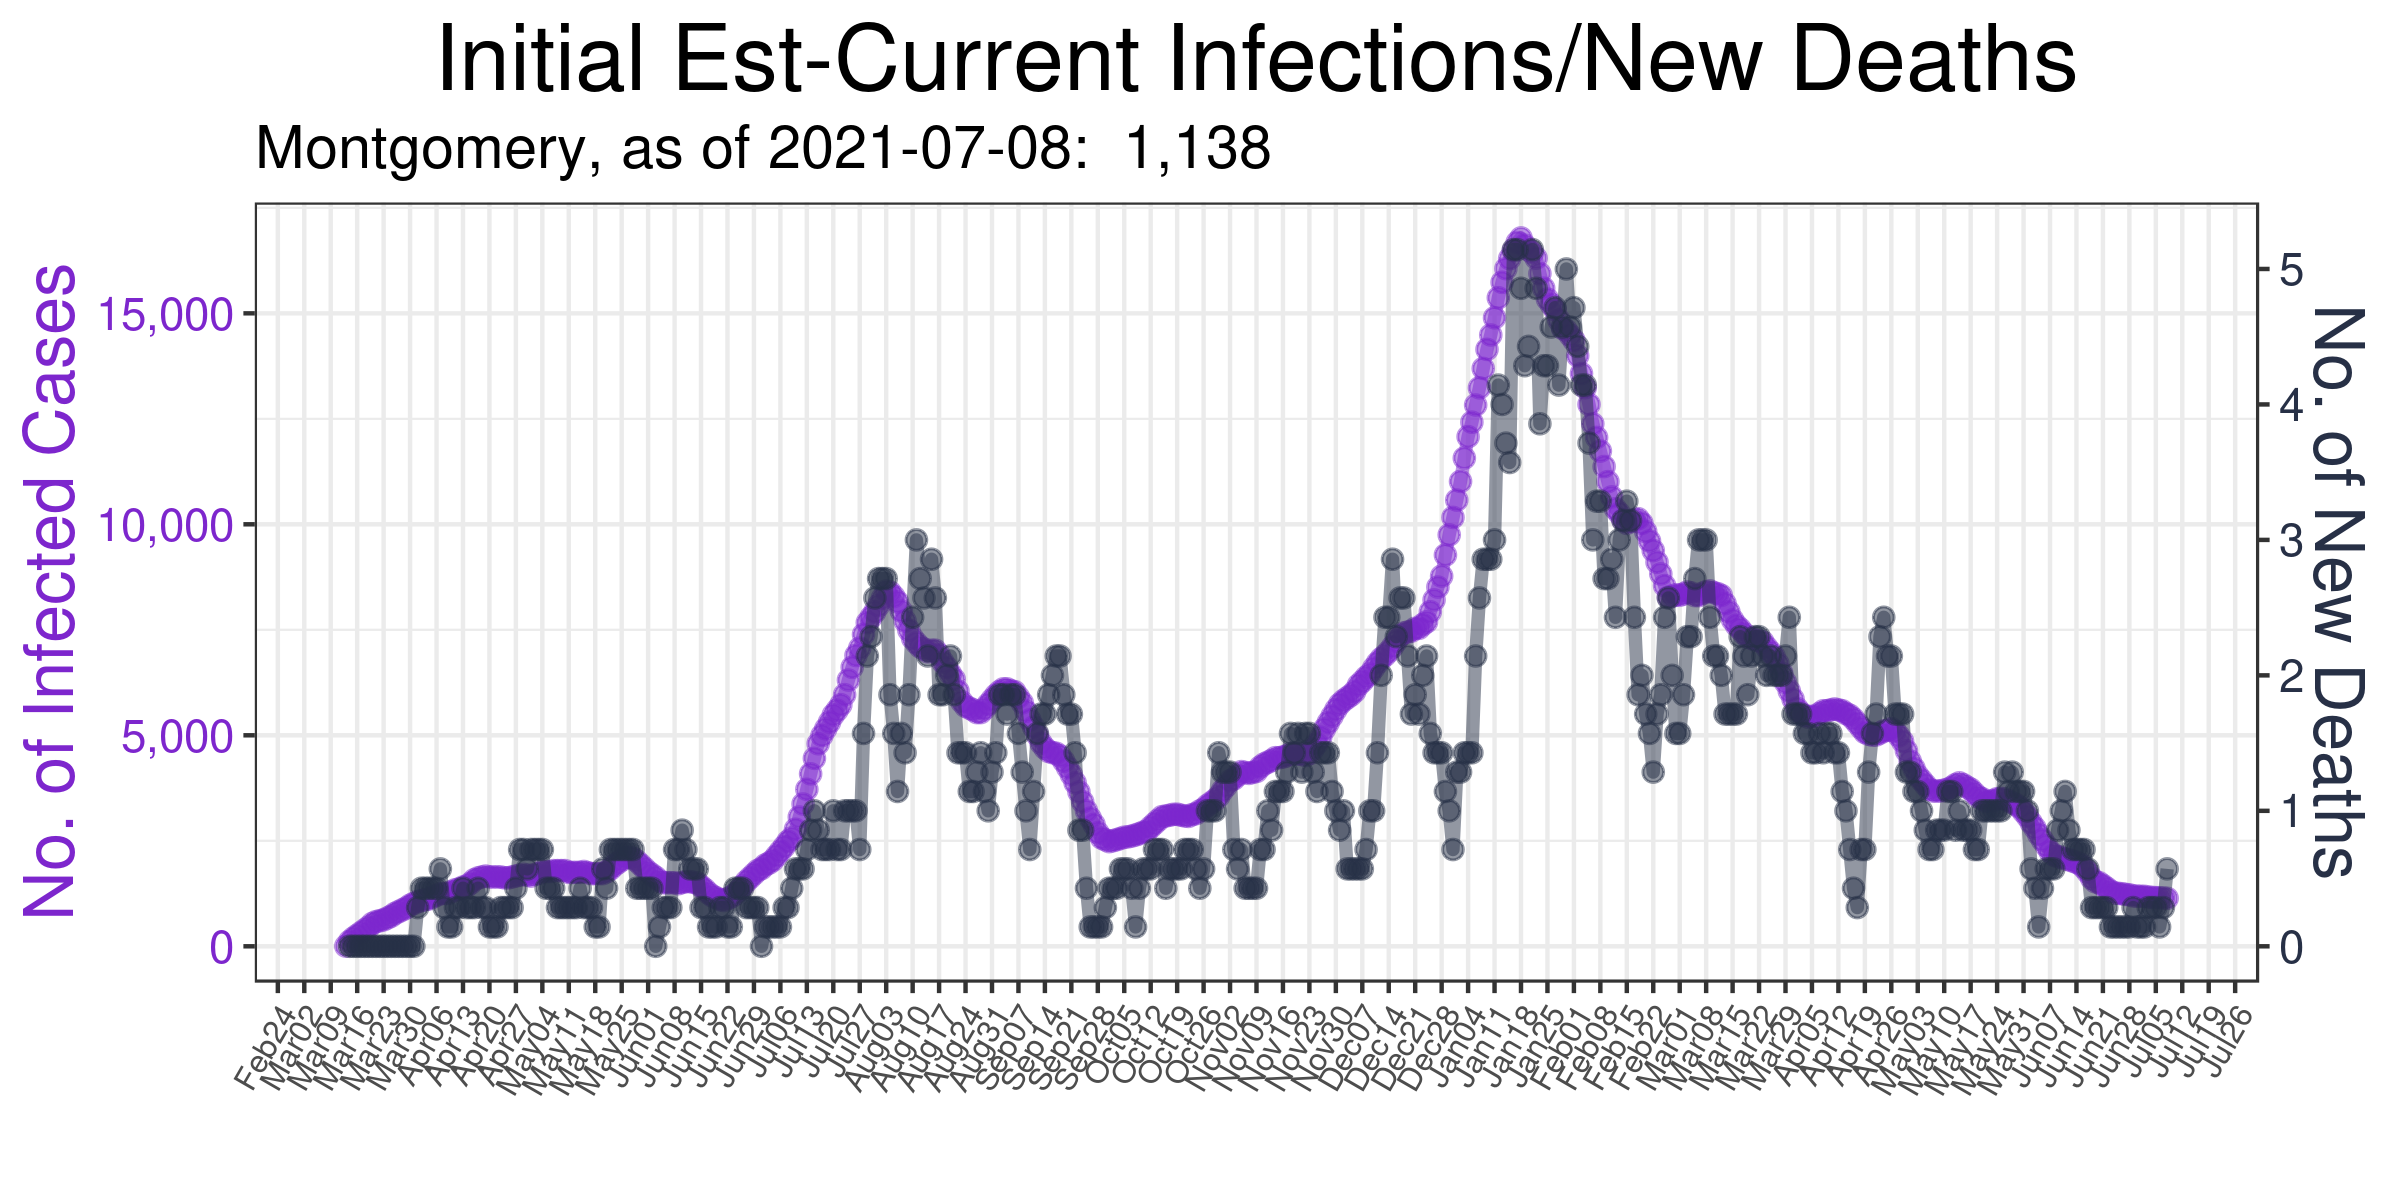 Initial Est-Current Infections/New Deaths
Montgomery, as of 2021-07-08:  1,138
No. of Infected Cases
15,000
10,000
5,000
0
5
4
3
2
1
0
No. of New Deaths
Feb24
Mar02
Mar09
Mar16
Mar23
Mar30
Apr06
Apr13
Apr20
Apr27
May04
May11
May18
May25
Jun01
Jun08
Jun15
Jun22
Jun29
Jul06
Jul13
Jul20
Jul27
Aug03
Aug10
Aug17
Aug24
Aug31
Sep07
Sep14
Sep21
Sep28
Oct05
Oct12
Oct19
Oct26
Nov02
Nov09
Nov16
Nov23
Nov30
Dec07
Dec14
Dec21
Dec28
Jan04
Jan11
Jan18
Jan25
Feb01
Feb08
Feb15
Feb22
Mar01
Mar08
Mar15
Mar22
Mar29
Apr05
Apr12
Apr19
Apr26
May03
May10
May17
May24
May31
Jun07
Jun14
Jun21
Jun28
Jul05
Jul12
Jul19
Jul26